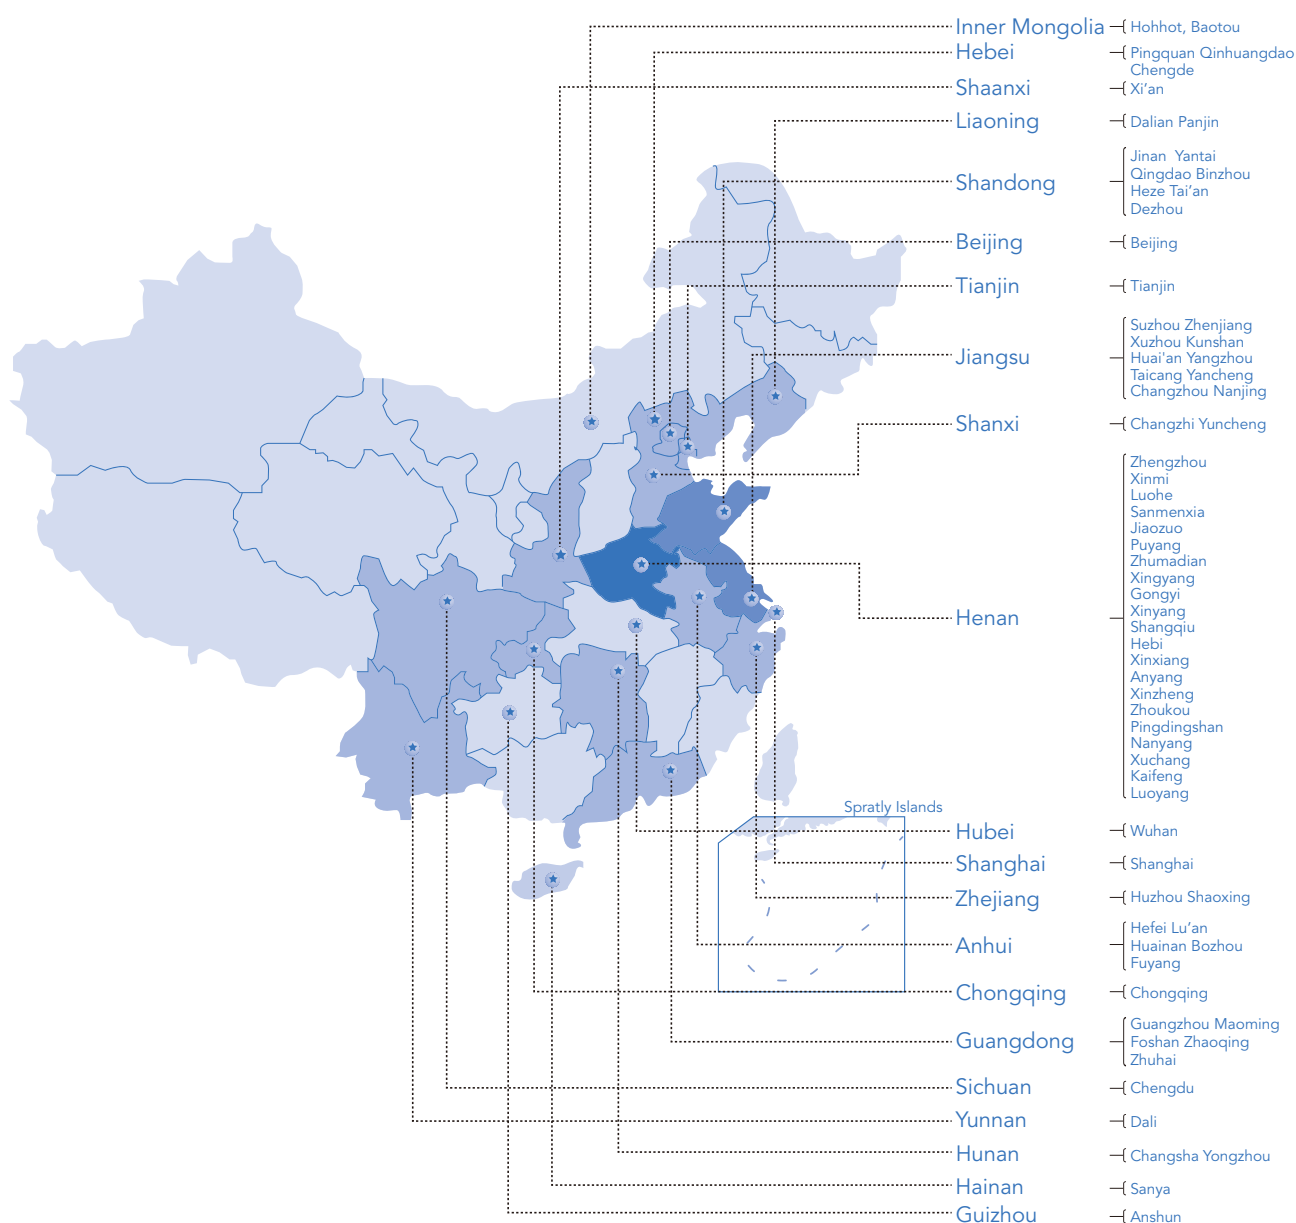 Inner Mongolia Hohhot, Baotou
Hebei Pingquan Qinhuangdao
Chengde
Shaanxi Xi'an
Liaoning Dalian Panjin
Shandong
Jinan Yantai
Qingdao Binzhou
Heze Tai'an
Dezhou
Beijing Beijing
Tianjin Tianjin
Jiangsu
Suzhou Zhenjiang
Xuzhou Kunshan
Huai'an Yangzhou
Taicang Yancheng
Changzhou Nanjing
Shanxi Changzhi Yuncheng
Henan
Zhengzhou
Xinmi
Luohe
Sanmenxia
Jiaozuo
Puyang
Zhumadian
Xingyang
Gongyi
Xinyang
Shangqiu
Hebi
Xinxiang
Anyang
Xinzheng
Zhoukou
Pingdingshan
Nanyang
Xuchang
Kaifeng
Luoyang
Spratly Islands
Hubei Wuhan
Shanghai Shanghai
Zhejiang Huzhou Shaoxing
Anhui
Hefei Lu'an
Huainan Bozhou
Fuyang
Chongqing Chongqing
Guangdong
Guangzhou Maoming
Foshan Zhaoqing
Zhuhai
Sichuan Chengdu
Yunnan Dali
Hunan Changsha Yongzhou
Hainan Sanya
Guizhou Anshun